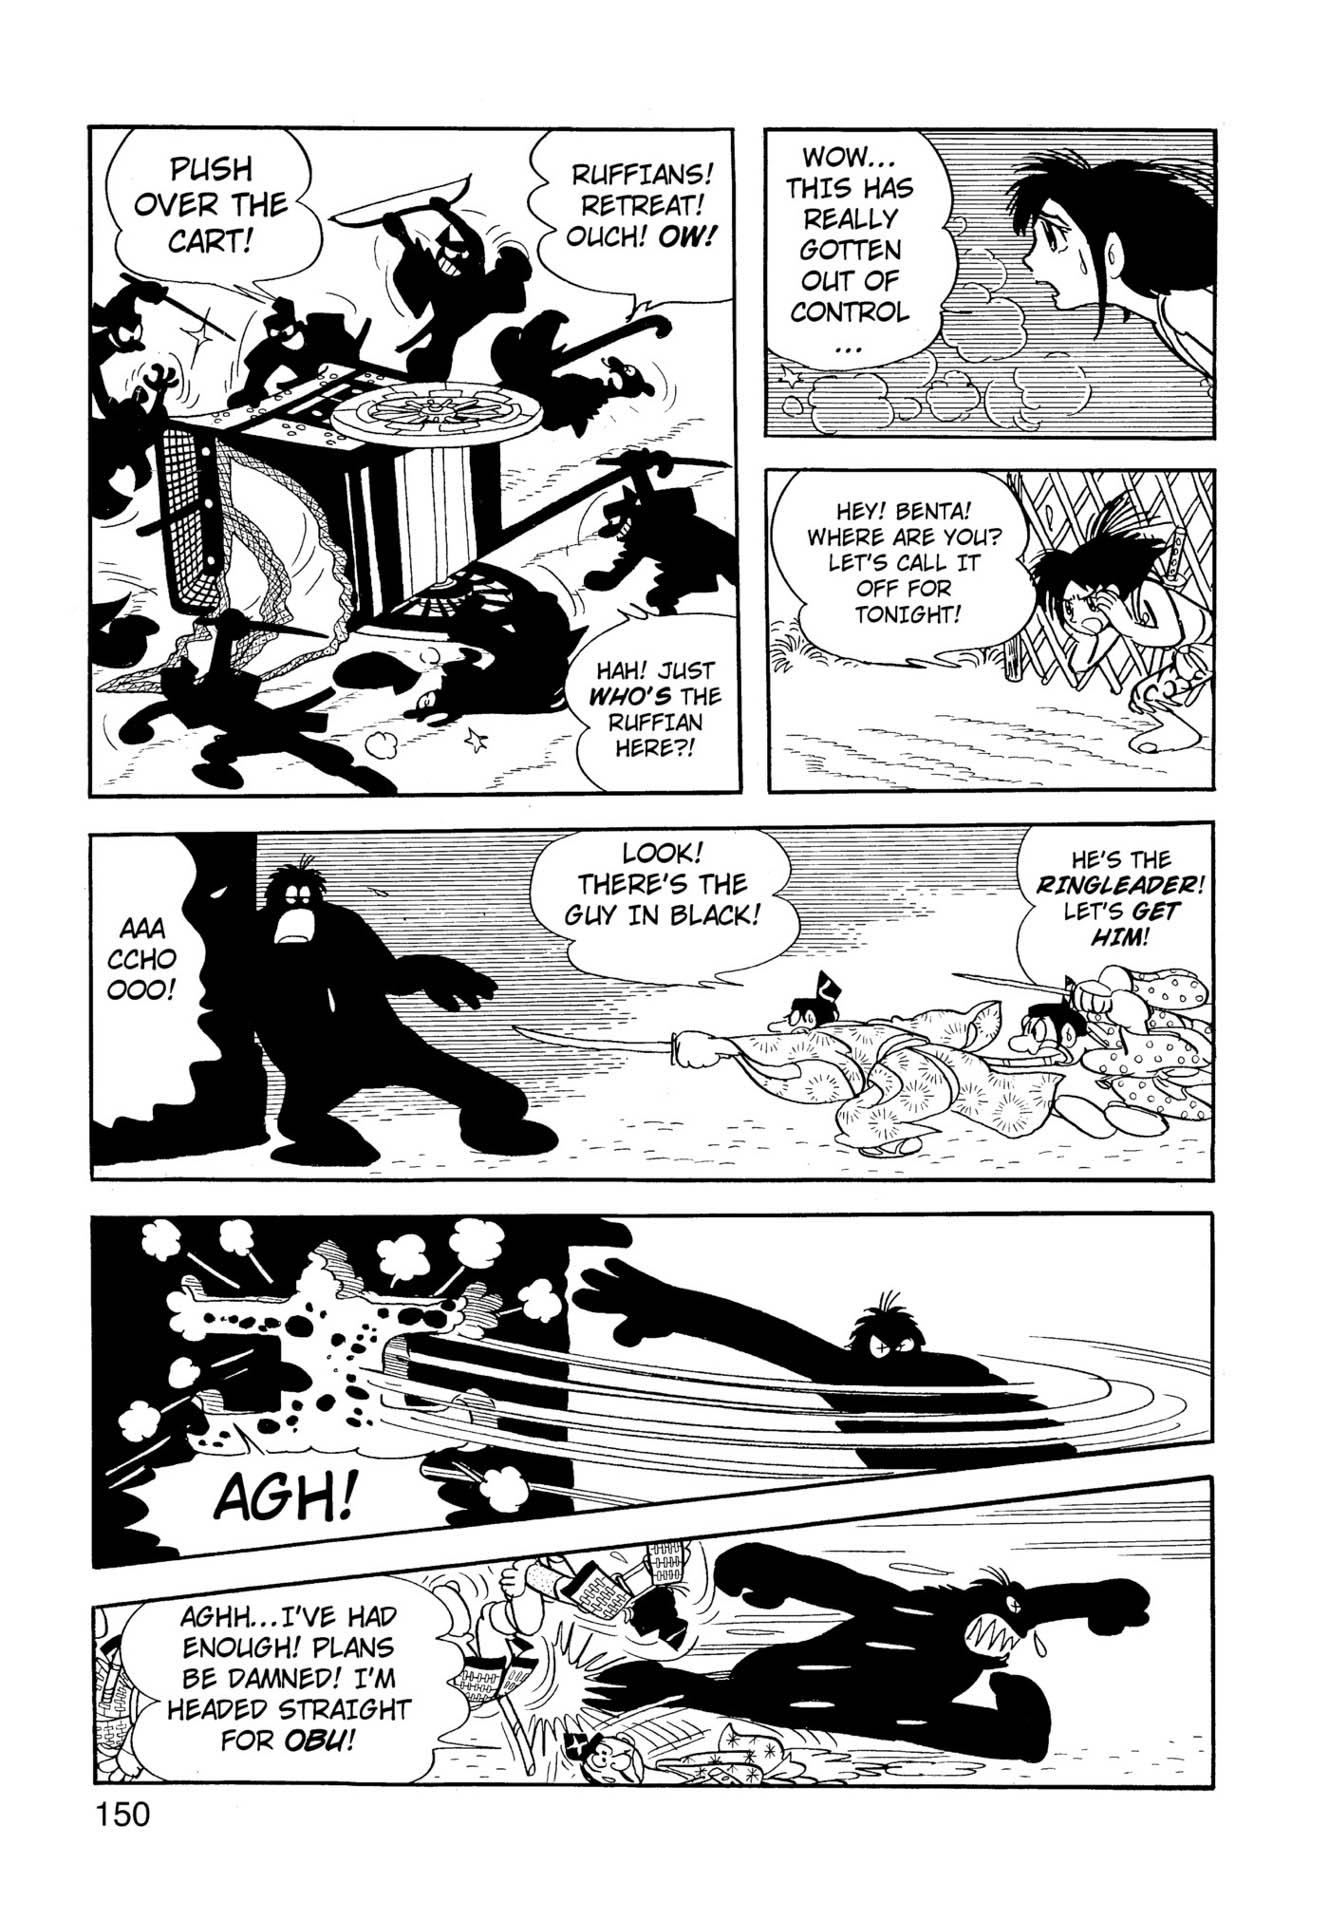 PUSH
OVER THE
CART!
RUFFIANS!
RETREAT!
OUCH! OW!
HAH! JUST
WHO'S THE
RUFFIAN
HERE?!
WOW...
THIS HAS
REALLY
GOTTEN
OUT OF
CONTROL
...
HEY! BENTA!
WHERE ARE YOU?
LET'S CALL IT
OFF FOR
TONIGHT!
AAA
CCHO
OOO!
LOOK!
THERE'S THE
GUY IN BLACK!
HE'S THE
RINGLEADER!
LET'S GET
HIM!
AGH!
AGHH...I'VE HAD
ENOUGH! PLANS
BE DAMNED! I'M
HEADED STRAIGHT
FOR OBU!
150